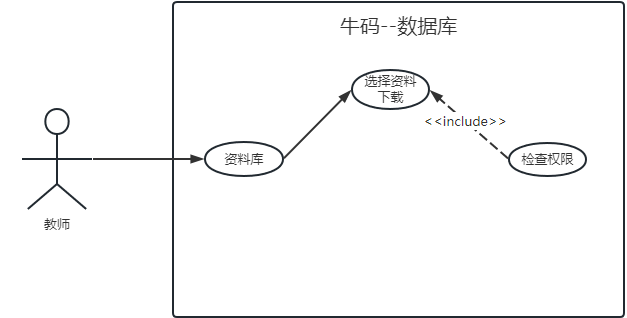 牛码--数据库
选择资料
下载
<<include>>
资料库
检查权限
教师